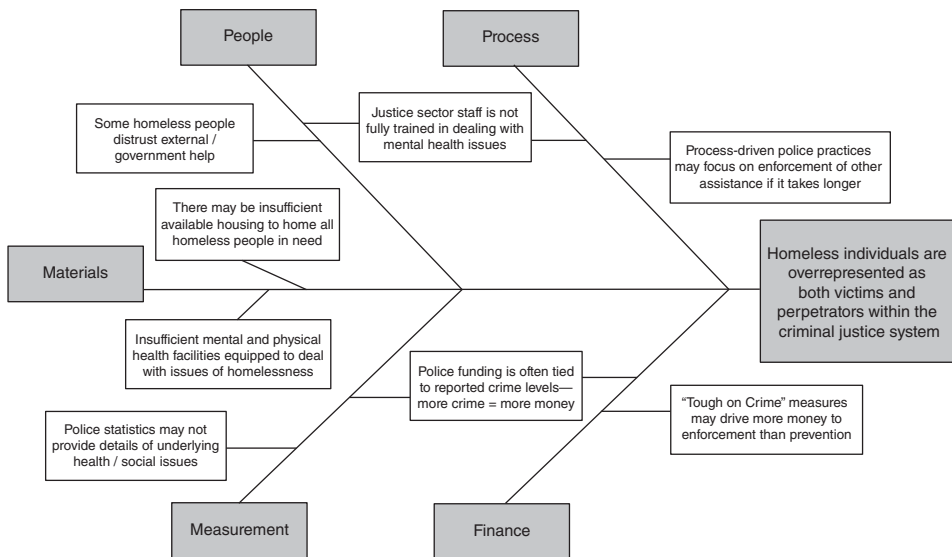 People
Process
Some homeless people
distrust external /
government help
Justice sector staff is not
fully trained in dealing with
mental health issues
Process-driven police practices
may focus on enforcement of other
assistance if it takes longer
There may be insufficient
available housing to home all
homeless people in need
Materials
Homeless individuals are
overrepresented as
both victims and
perpetrators within the
criminal justice system
Insufficient mental and physical
health facilities equipped to deal
with issues of homelessness
Police funding is often tied
to reported crime levels—
more crime = more money
Police statistics may not
provide details of underlying
health / social issues
“Tough on Crime” measures
may drive more money to
enforcement than prevention
Measurement
Finance